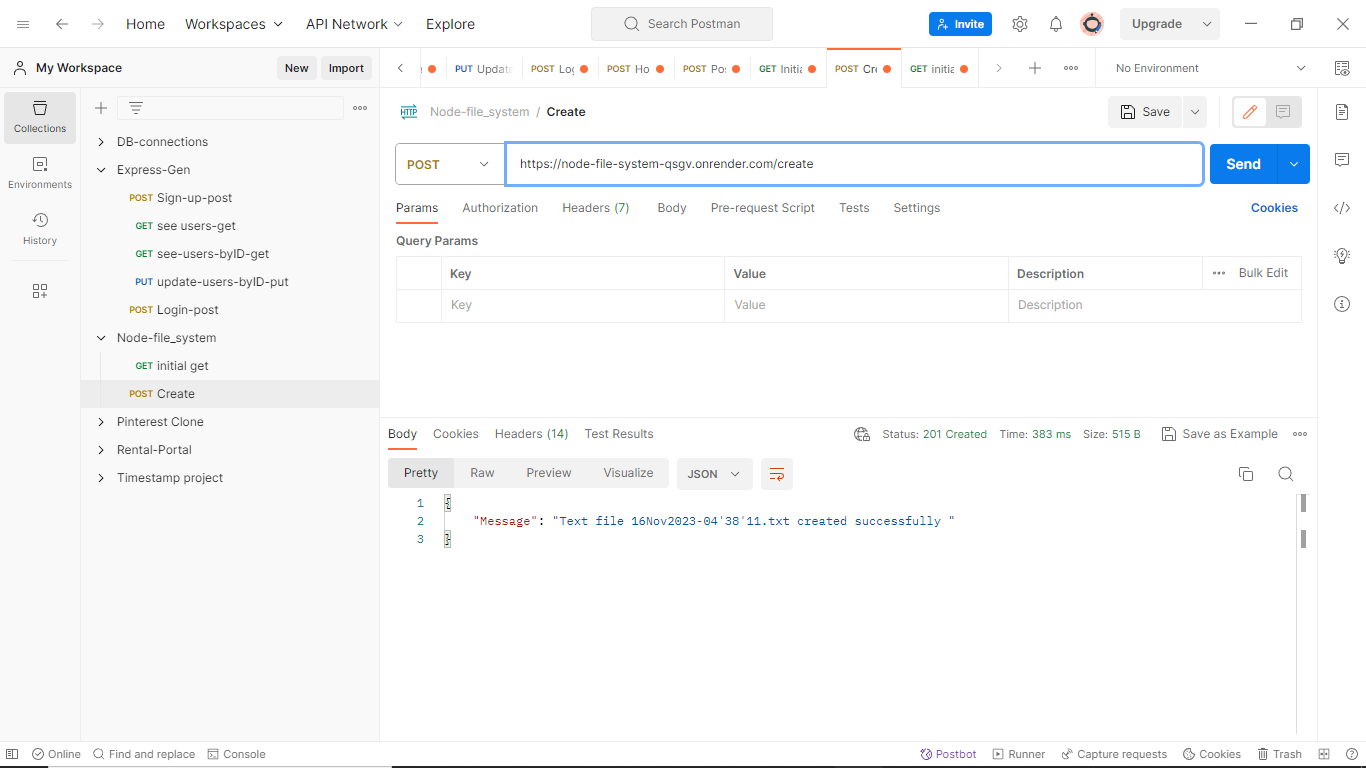 Home Workspaces API Network Explore Search Postman Invite Upgrade
My Workspace New Import
PUT Update POST Log POST Ho POST Pos GET Initia POST Cre GET initia No Environment
Collections
Environments
History
DB-connections
Express-Gen
POST Sign-up-post
GET see users-get
GET see-users-byID-get
PUT update-users-byID-put
POST Login-post
Node-file_system
GET initial get
POST Create
Pinterest Clone
Rental-Portal
Timestamp project
HTTP Node-file_system / Create Save
POST https://node-file-system-qsgv.onrender.com/create Send
Params Authorization Headers (7) Body Pre-request Script Tests Settings Cookies
Query Params
Key Value Description Bulk Edit
Key Value Description
Body Cookies Headers (14) Test Results Status: 201 Created Time: 383 ms Size: 515 B Save as Example
Pretty Raw Preview Visualize JSON
1 {
2 "Message": "Text file 16Nov2023-04'38'11.txt created successfully "
3 }
Online Find and replace Console Postbot Runner Capture requests Cookies Trash